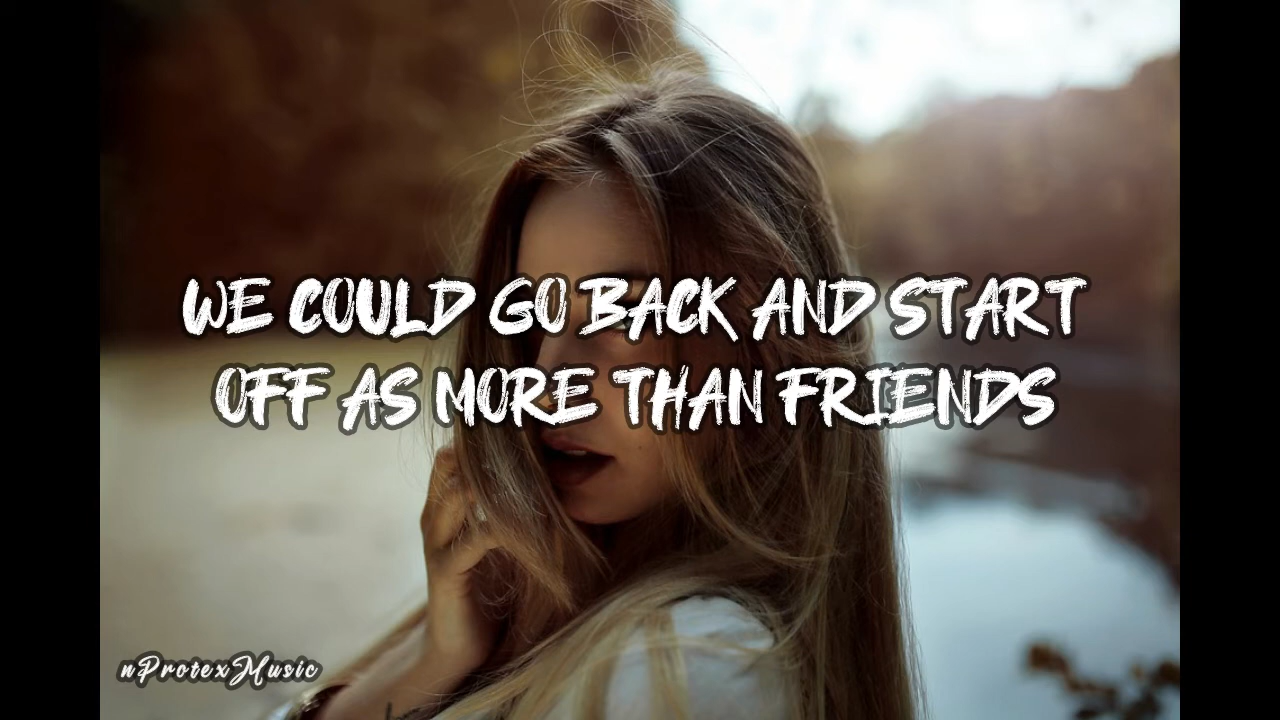 WE COULD GO BACK AND START
OFF AS MORE THAN FRIENDS
nProtexMusic